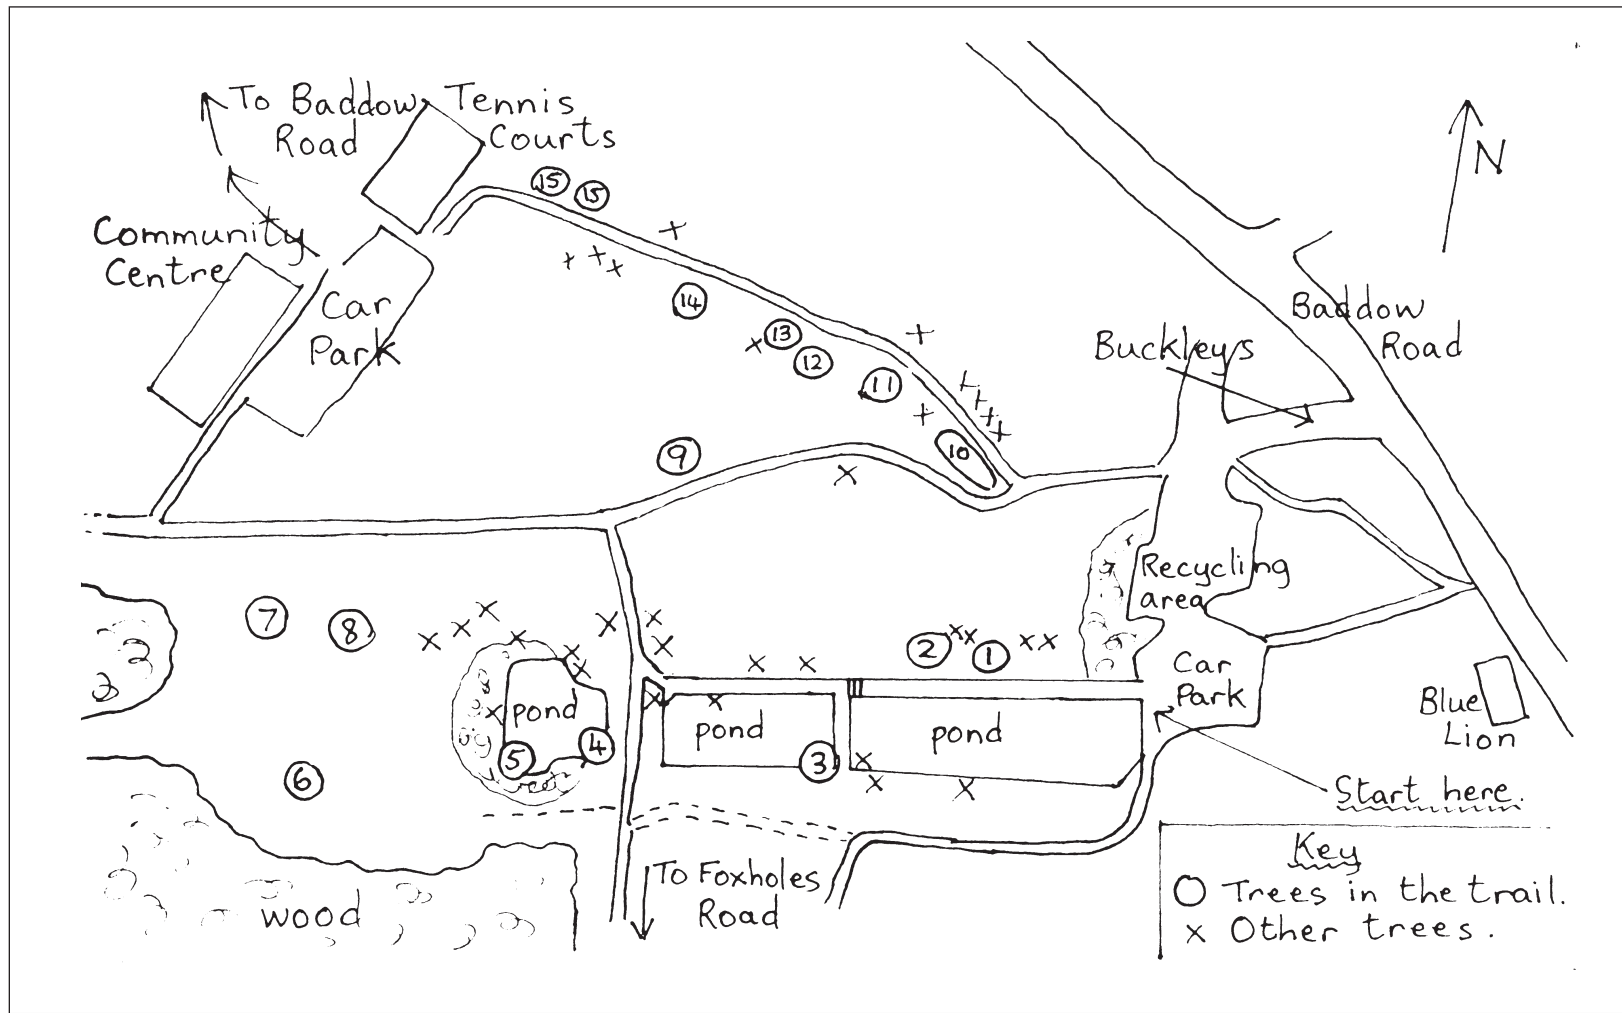 To Baddow
Road
Tennis
Courts
N
15
15
Community
Centre
Car
Park
14
13
12
11
10
9
Baddow
Road
Buckleys
Recycling
area
7
8
2
1
Car
Park
Blue
Lion
pond
5
4
pond
3
pond
6
Start here.
wood
To Foxholes
Road
Key
O Trees in the trail.
x Other trees.